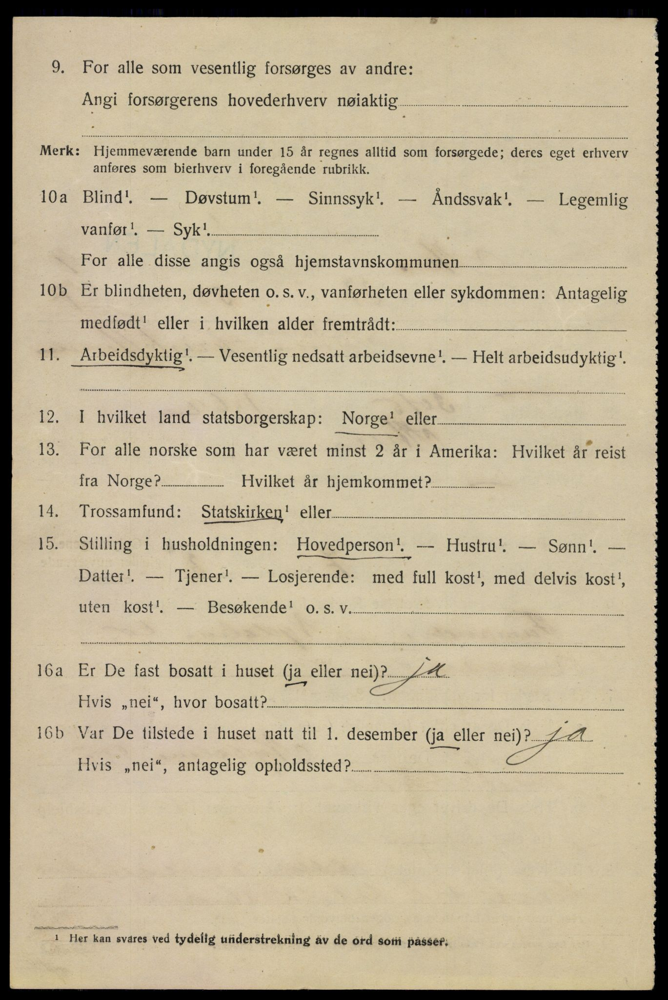 9. For alle som vesentlig forsørges av andre:
Angi forsørgerens hovederhverv nøiaktig
Merk: Hjemmeværende barn under 15 år regnes alltid som forsørgede; deres eget erhverv
anføres som bierhverv i foregående rubrikk.
10a Blind¹. — Døvstum¹. — Sinnssyk¹. — Åndssvak¹. — Legemlig
vanfør¹. — Syk¹.
For alle disse angis også hjemstavnskommunen
10b Er blindheten, døvheten o. s. v., vanførheten eller sykdommen: Antagelig
medfødt¹ eller i hvilken alder fremtrådt:
11. Arbeidsdyktig¹. — Vesentlig nedsatt arbeidsevne¹. — Helt arbeidsudyktig¹.
12. I hvilket land statsborgerskap: Norge¹ eller
13. For alle norske som har været minst 2 år i Amerika: Hvilket år reist
fra Norge? Hvilket år hjemkommet?
14. Trossamfund: Statskirken¹ eller
15. Stilling i husholdningen: Hovedperson¹. — Hustru¹. — Sønn¹. —
Datter¹. — Tjener¹. — Losjerende: med full kost¹, med delvis kost¹,
uten kost¹. — Besøkende¹ o. s. v.
16a Er De fast bosatt i huset (ja eller nei)? ja
Hvis „nei“, hvor bosatt?
16b Var De tilstede i huset natt til 1. desember (ja eller nei)? ja
Hvis „nei“, antagelig opholdssted?
¹ Her kan svares ved tydelig understrekning av de ord som passer.